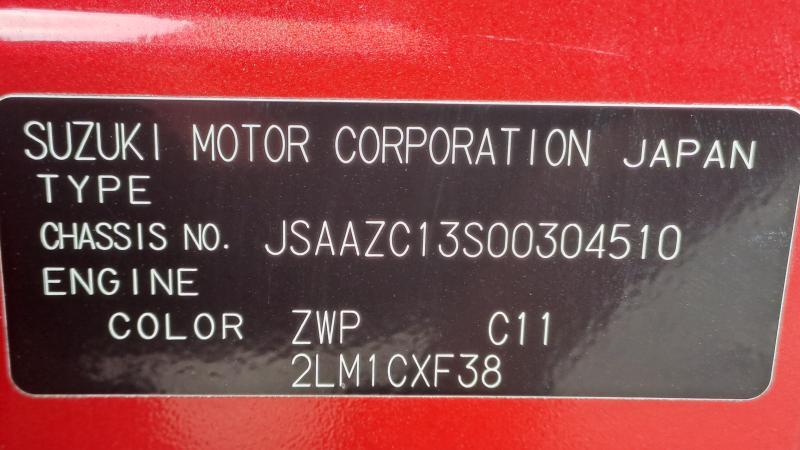 SUZUKI MOTOR CORPORATION JAPAN
TYPE
CHASSIS NO. JSAAZC13S00304510
ENGINE
COLOR ZWP C11
2LM1CXF38